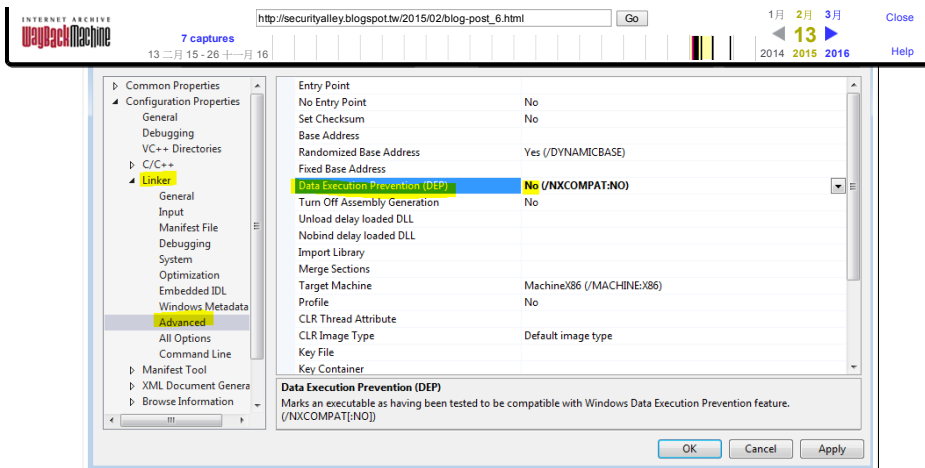 INTERNET ARCHIVE
WayBackMachine
http://securityalley.blogspot.tw/2015/02/blog-post_6.html
Go
7 captures
13 二月 15 - 26 十一月 16
1月 2月 3月
13
2014 2015 2016
Close
Help
Common Properties
Configuration Properties
General
Debugging
VC++ Directories
C/C++
Linker
General
Input
Manifest File
Debugging
System
Optimization
Embedded IDL
Windows Metadata
Advanced
All Options
Command Line
Manifest Tool
XML Document Genera
Browse Information
Entry Point
No Entry Point No
Set Checksum No
Base Address
Randomized Base Address Yes (/DYNAMICBASE)
Fixed Base Address
Data Execution Prevention (DEP) No (/NXCOMPAT:NO)
Turn Off Assembly Generation No
Unload delay loaded DLL
Nobind delay loaded DLL
Import Library
Merge Sections
Target Machine MachineX86 (/MACHINE:X86)
Profile No
CLR Thread Attribute
CLR Image Type Default image type
Key File
Key Container
Data Execution Prevention (DEP)
Marks an executable as having been tested to be compatible with Windows Data Execution Prevention feature.
(/NXCOMPAT[:NO])
OK Cancel Apply